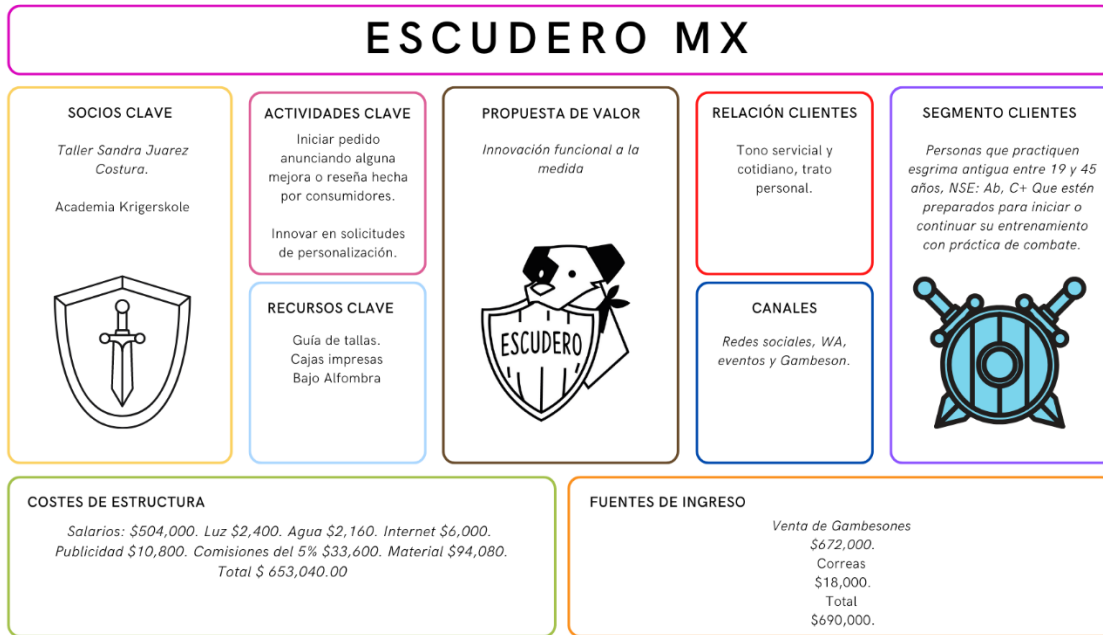 ESCUDERO MX
SOCIOS CLAVE
Taller Sandra Juarez
Costura.
Academia Krigerskole
ACTIVIDADES CLAVE
Iniciar pedido
anunciando alguna
mejora o reseña hecha
por consumidores.
Innovar en solicitudes
de personalización.
RECURSOS CLAVE
Guía de tallas.
Cajas impresas
Bajo Alfombra
PROPUESTA DE VALOR
Innovación funcional a la
medida
ESCUDERO
RELACIÓN CLIENTES
Tono servicial y
cotidiano, trato
personal.
CANALES
Redes sociales, WA,
eventos y Gambeson.
SEGMENTO CLIENTES
Personas que practiquen
esgrima antigua entre 19 y 45
años, NSE: Ab, C+ Que estén
preparados para iniciar o
continuar su entrenamiento
con práctica de combate.
COSTES DE ESTRUCTURA
Salarios: $504,000. Luz $2,400. Agua $2,160. Internet $6,000.
Publicidad $10,800. Comisiones del 5% $33,600. Material $94,080.
Total $ 653,040.00
FUENTES DE INGRESO
Venta de Gambesones
$672,000.
Correas
$18,000.
Total
$690,000.